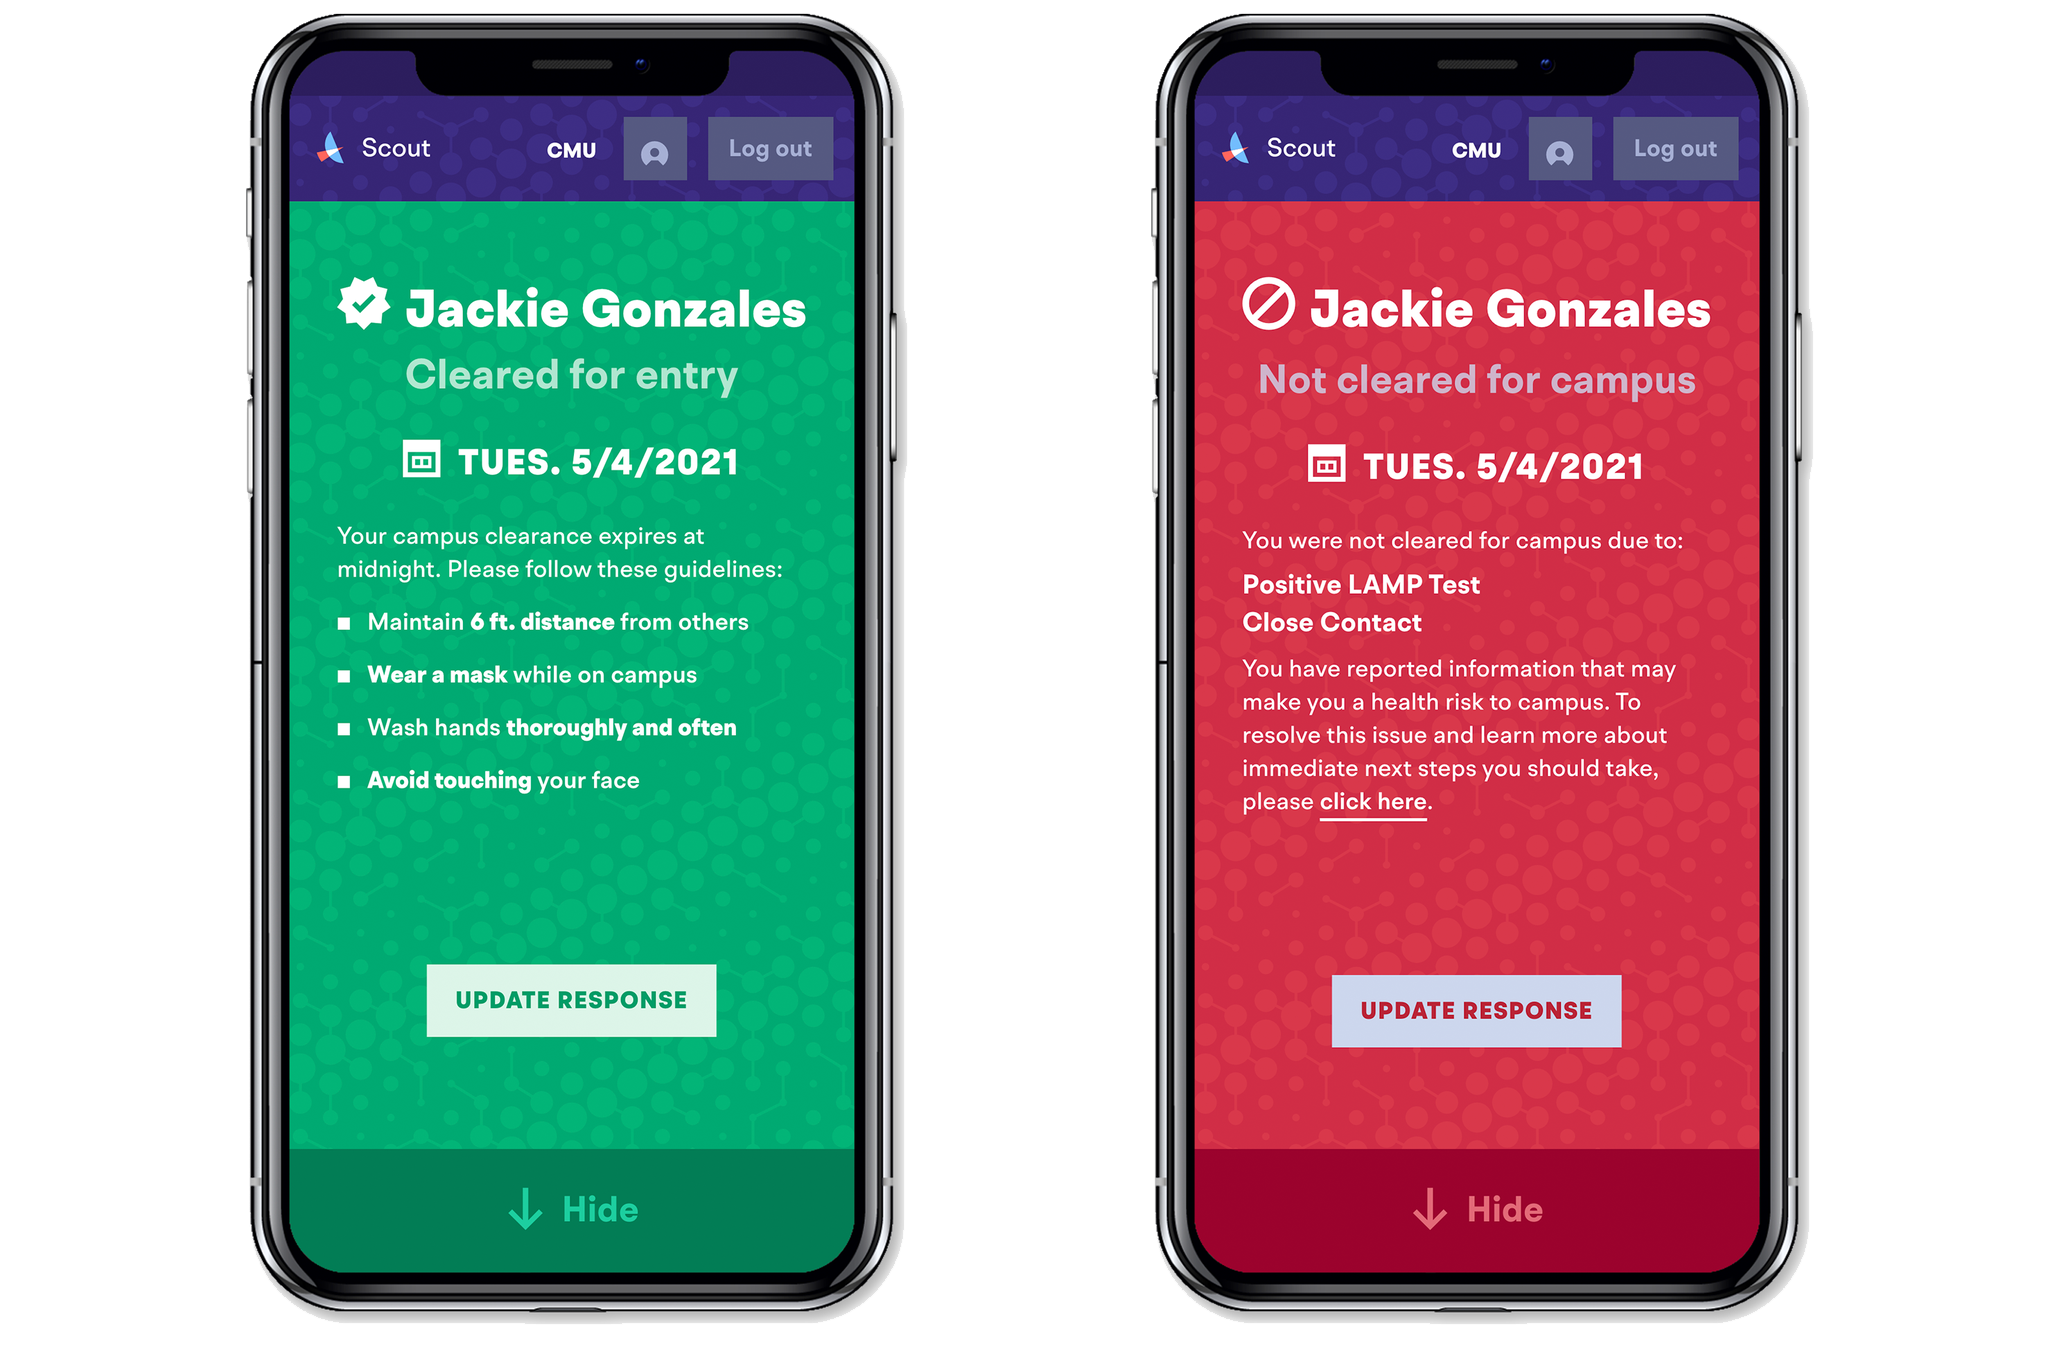 Scout
CMU
Log out
Jackie Gonzales
Cleared for entry
TUES. 5/4/2021
Your campus clearance expires at
midnight. Please follow these guidelines:
Maintain 6 ft. distance from others
Wear a mask while on campus
Wash hands thoroughly and often
Avoid touching your face
UPDATE RESPONSE
Hide
Scout
CMU
Log out
Jackie Gonzales
Not cleared for campus
TUES. 5/4/2021
You were not cleared for campus due to:
Positive LAMP Test
Close Contact
You have reported information that may
make you a health risk to campus. To
resolve this issue and learn more about
immediate next steps you should take,
please click here.
UPDATE RESPONSE
Hide